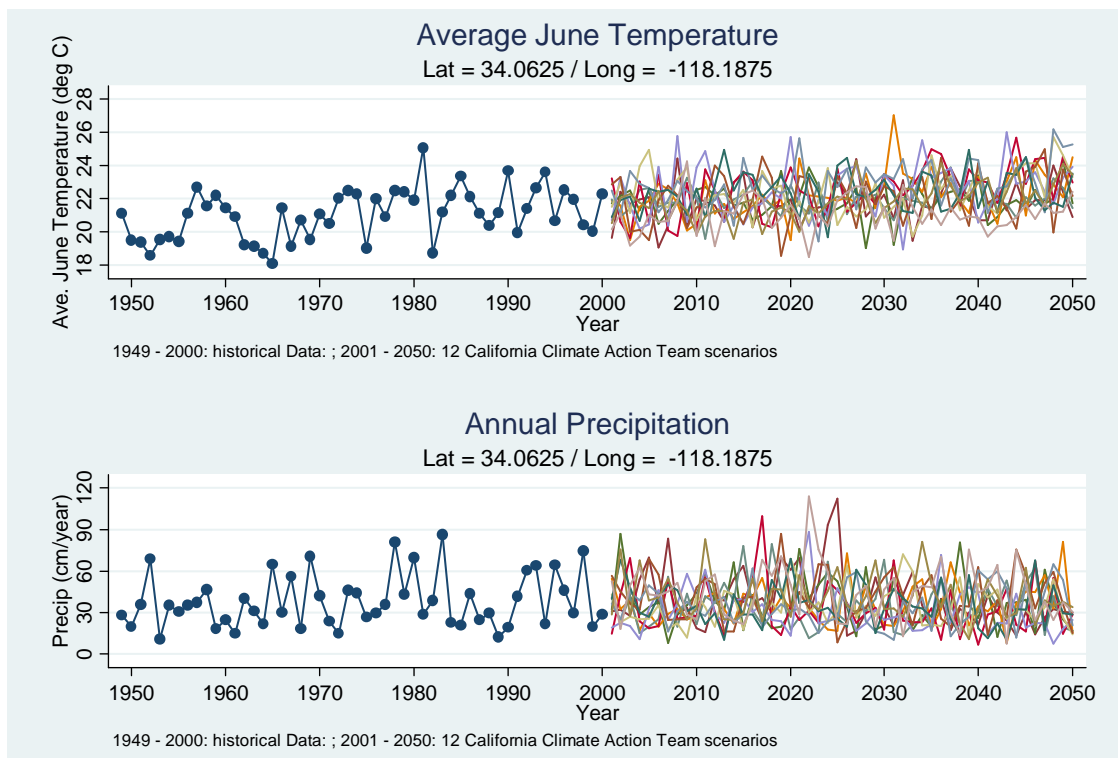 Average June Temperature
Lat = 34.0625 / Long =  -118.1875
Ave. June Temperature (deg C)
28
26
24
22
20
18
1950 1960 1970 1980 1990 2000 2010 2020 2030 2040 2050
Year
1949 - 2000: historical Data: ; 2001 - 2050: 12 California Climate Action Team scenarios
Annual Precipitation
Lat = 34.0625 / Long =  -118.1875
Precip (cm/year)
120
90
60
30
0
1950 1960 1970 1980 1990 2000 2010 2020 2030 2040 2050
Year
1949 - 2000: historical Data: ; 2001 - 2050: 12 California Climate Action Team scenarios